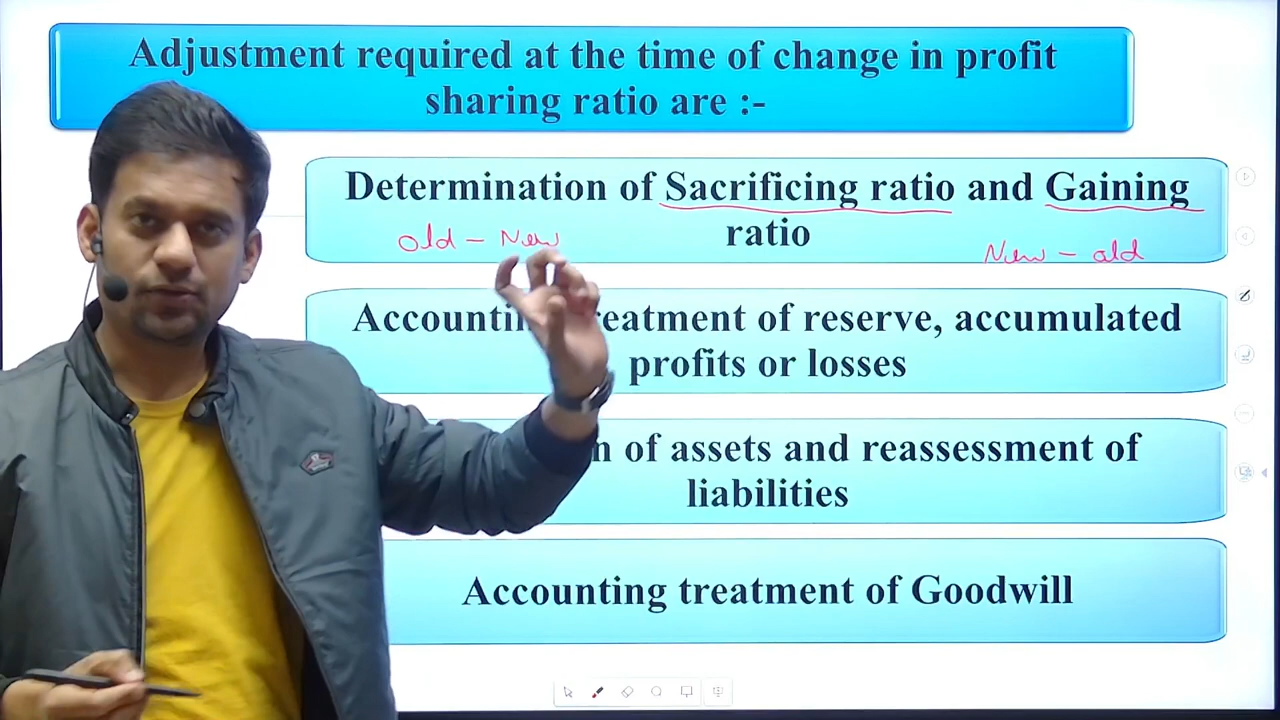 Adjustment required at the time of change in profit
sharing ratio are :-
Determination of Sacrificing ratio and Gaining
ratio
Old - New
New - old
treatment of reserve, accumulated
profits or losses
of assets and reassessment of
liabilities
Accounting treatment of Goodwill